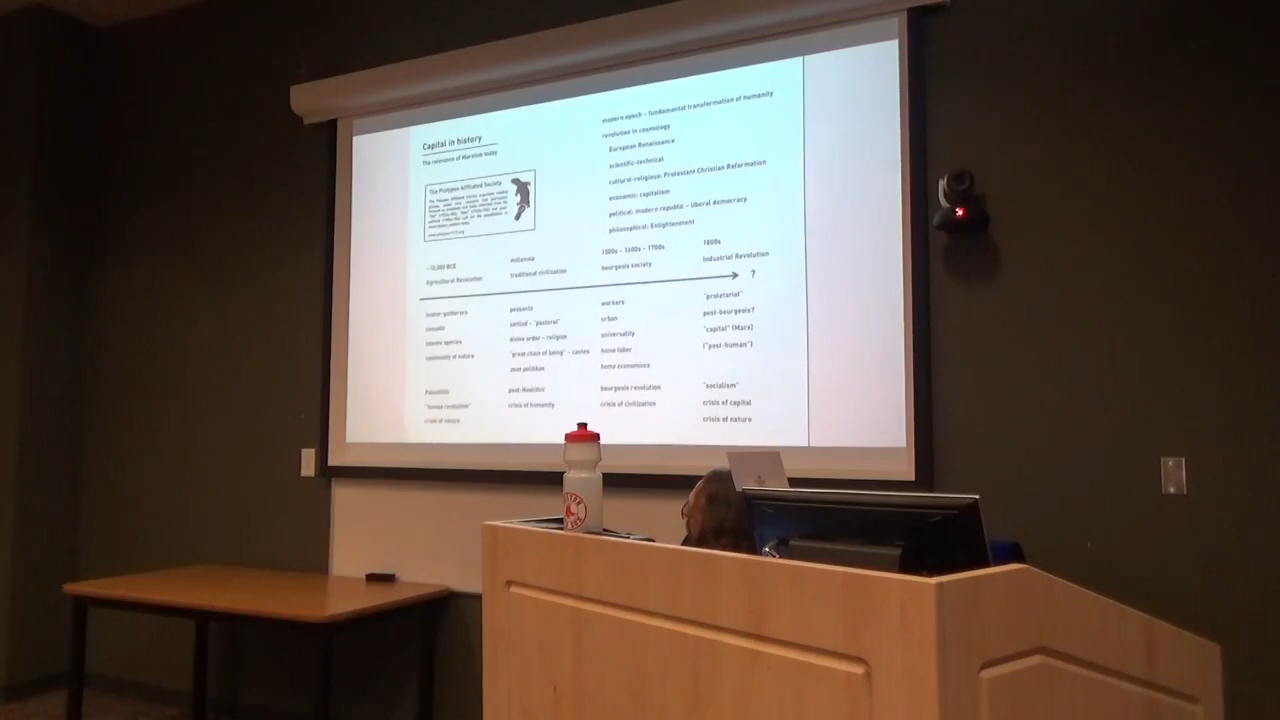 Capital in history
The relevance of Marxism today
The Platypus Affiliated Society
modern epoch – fundamental transformation of humanity
revolution in cosmology
European Renaissance
scientific-technical
cultural-religious: Protestant Christian Reformation
economic: capitalism
political: modern republic – liberal democracy
philosophical: Enlightenment
~10,000 BCE
Agricultural Revolution
millennia
traditional civilization
1500s – 1600s – 1700s
bourgeois society
1800s
Industrial Revolution
?
hunter-gatherers
nomadic
community of nature
peasants
settled – "pastoral"
divine order – religion
"great chain of being" – castes
zoon politikon
workers
urban
universality
homo faber
homo economicus
"proletariat"
post-bourgeois?
"capital" (Marx)
("post-human")
Paleolithic
crisis of nature
post-Neolithic
crisis of humanity
bourgeois revolution
crisis of civilization
"socialism"
crisis of capital
crisis of nature